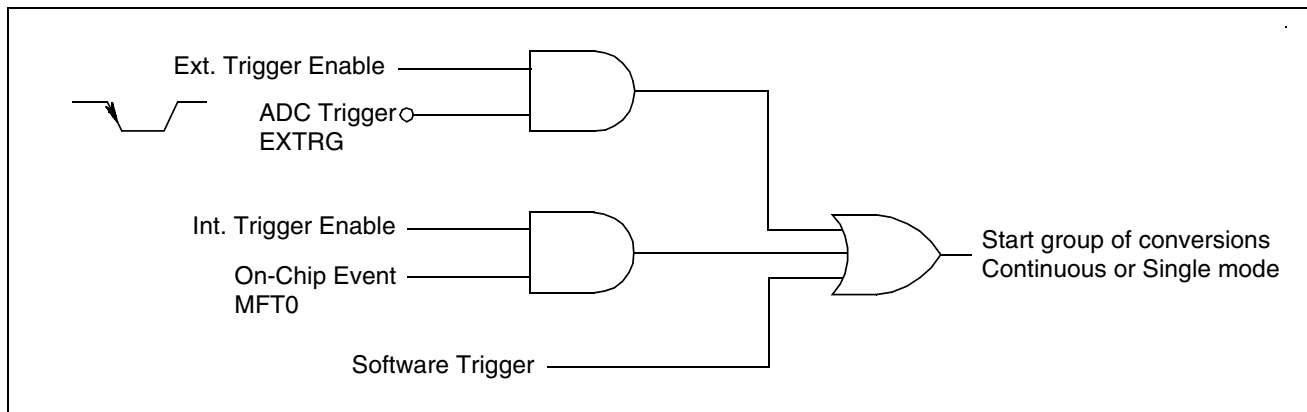 Ext. Trigger Enable
ADC Trigger
EXTRG
Int. Trigger Enable
On-Chip Event
MFT0
Software Trigger
Start group of conversions
Continuous or Single mode